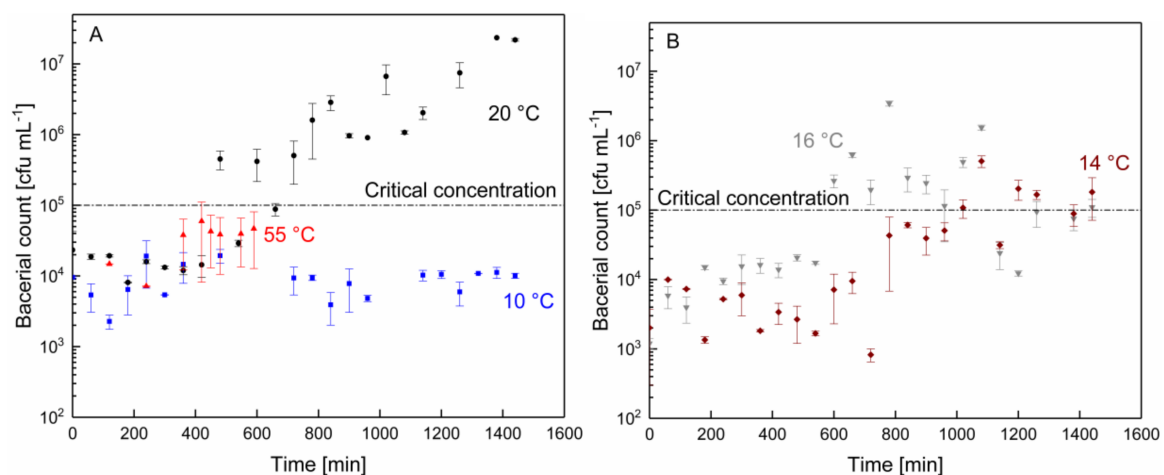 A
Bacerial count [cfu mL⁻¹]
10⁷
10⁶
10⁵
10⁴
10³
10²
20 °C
Critical concentration
55 °C
10 °C
0 200 400 600 800 1000 1200 1400 1600
Time [min]
B
Bacerial count [cfu mL⁻¹]
10⁷
10⁶
10⁵
10⁴
10³
10²
16 °C
14 °C
Critical concentration
0 200 400 600 800 1000 1200 1400 1600
Time [min]